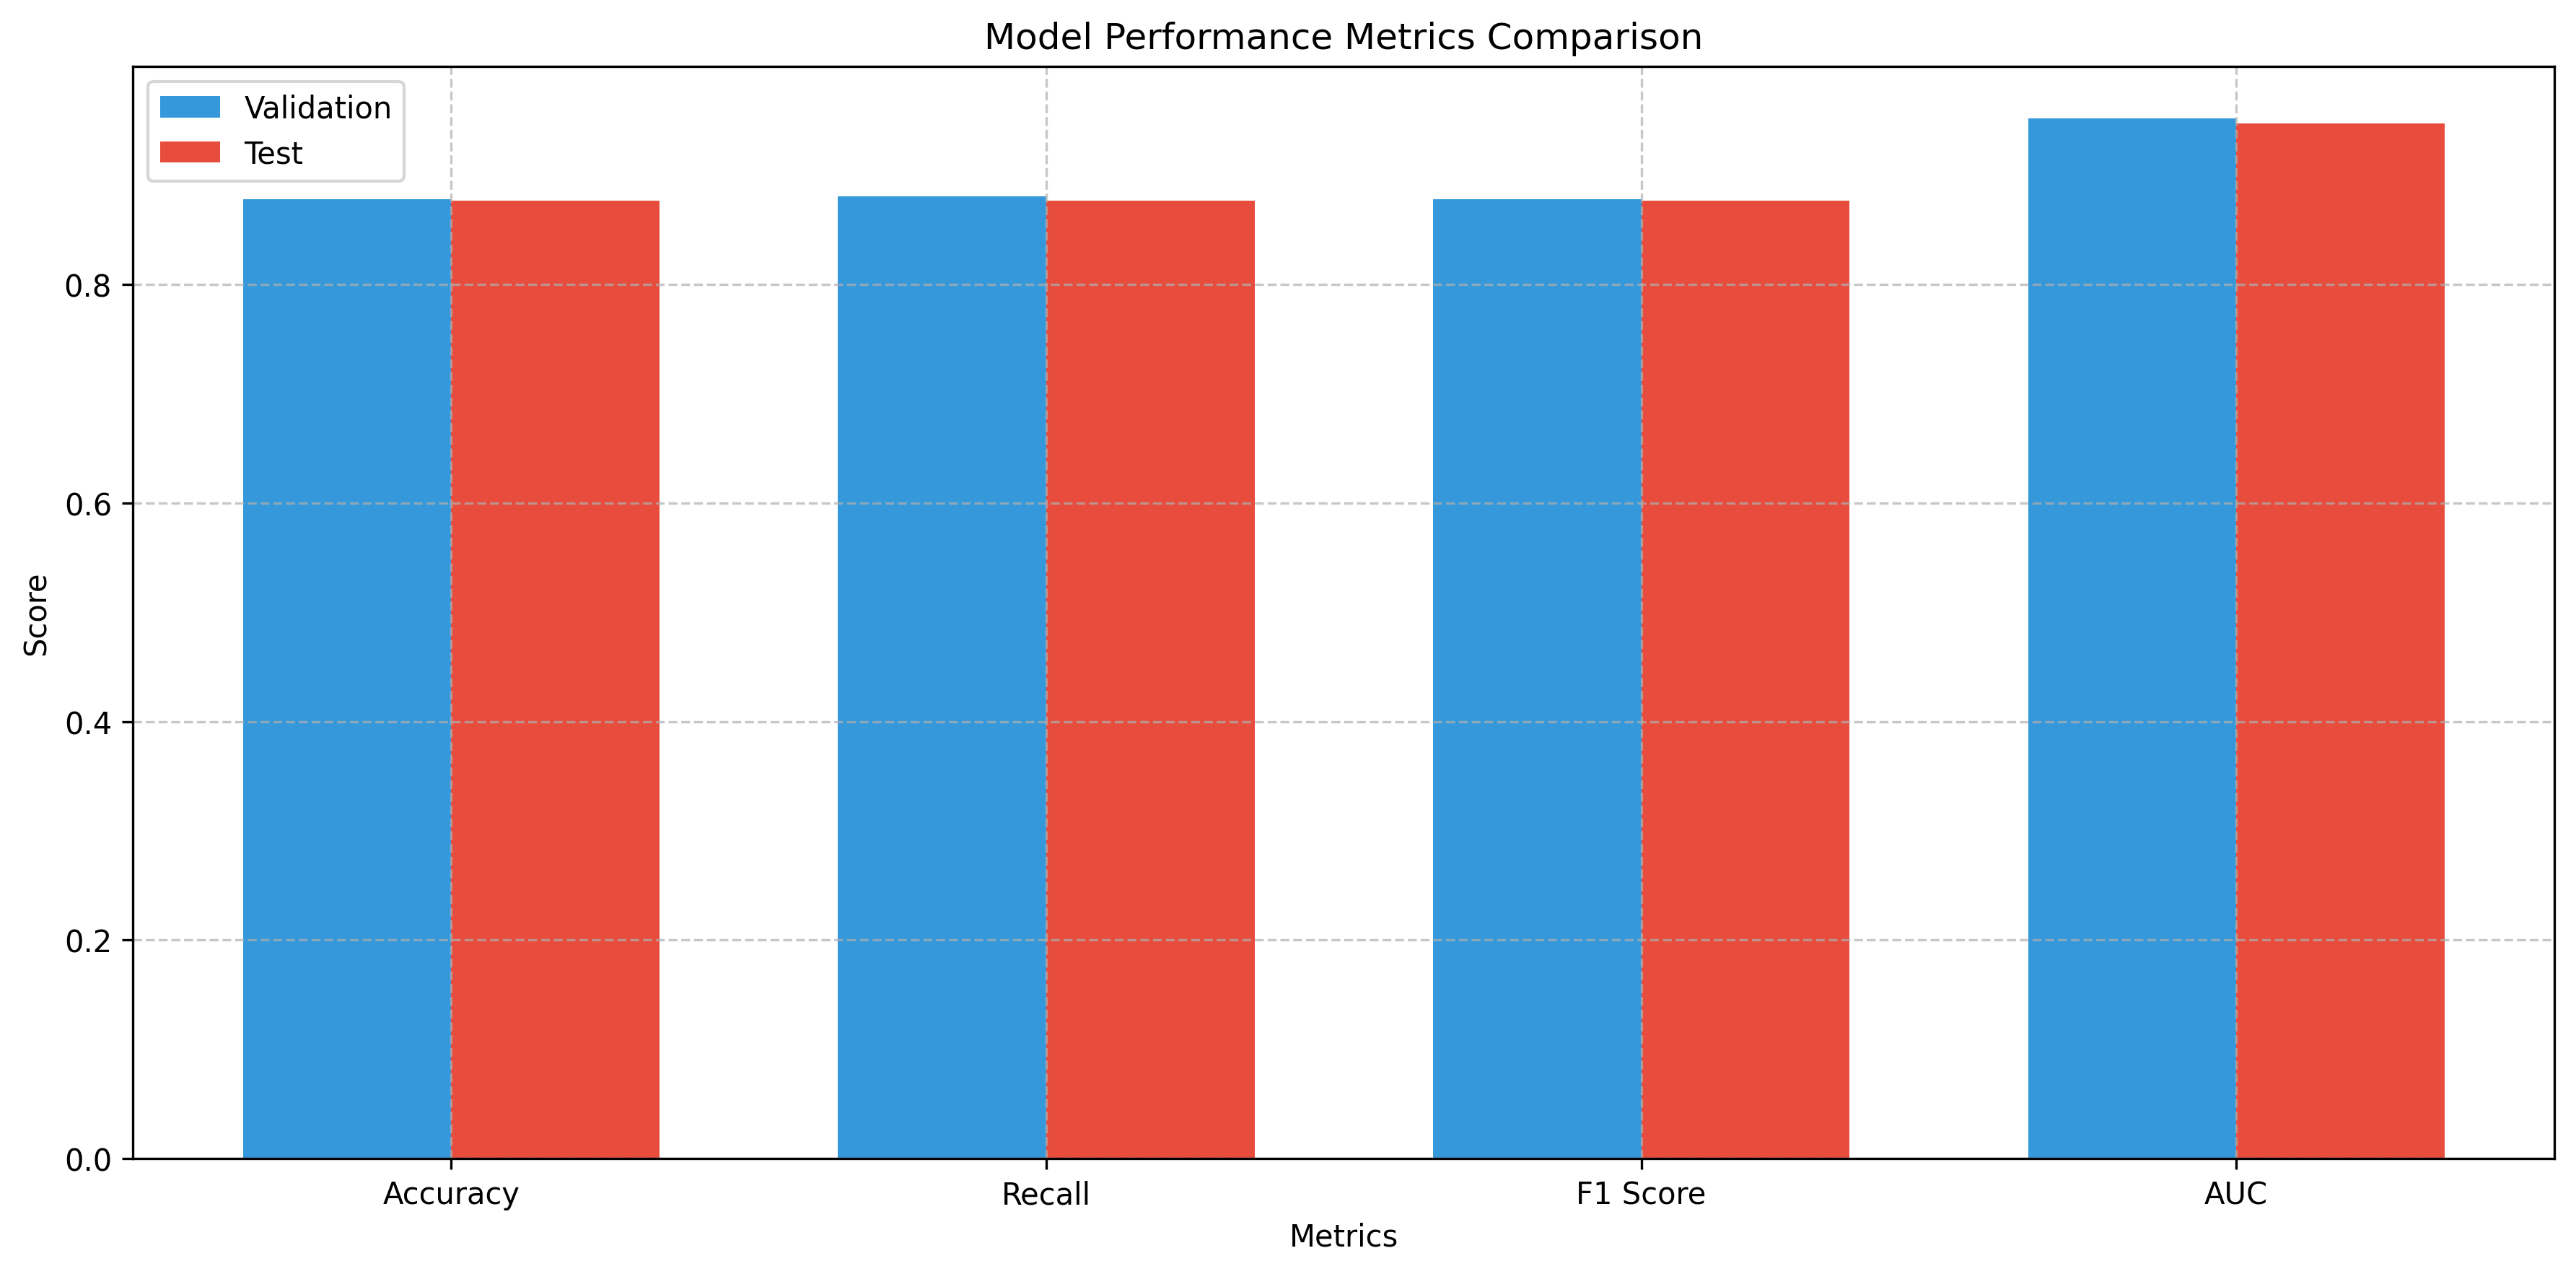 Model Performance Metrics Comparison
Validation
Test
0.8
0.6
0.4
0.2
0.0
Score
Accuracy
Recall
F1 Score
AUC
Metrics